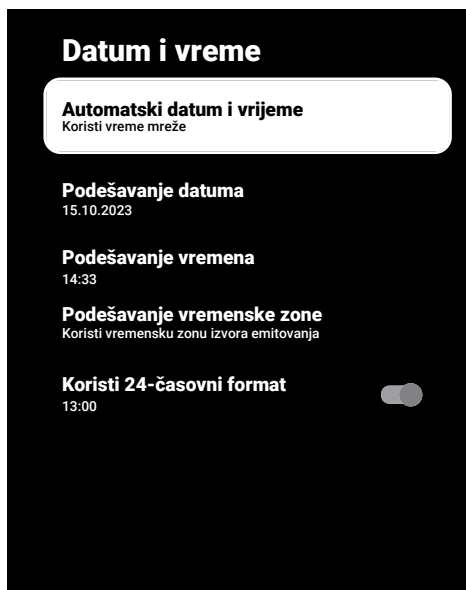 Datum i vreme
Automatski datum i vrijeme
Koristi vreme mreže
Podešavanje datuma
15.10.2023
Podešavanje vremena
14:33
Podešavanje vremenske zone
Koristi vremensku zonu izvora emitovanja
Koristi 24-časovni format
13:00